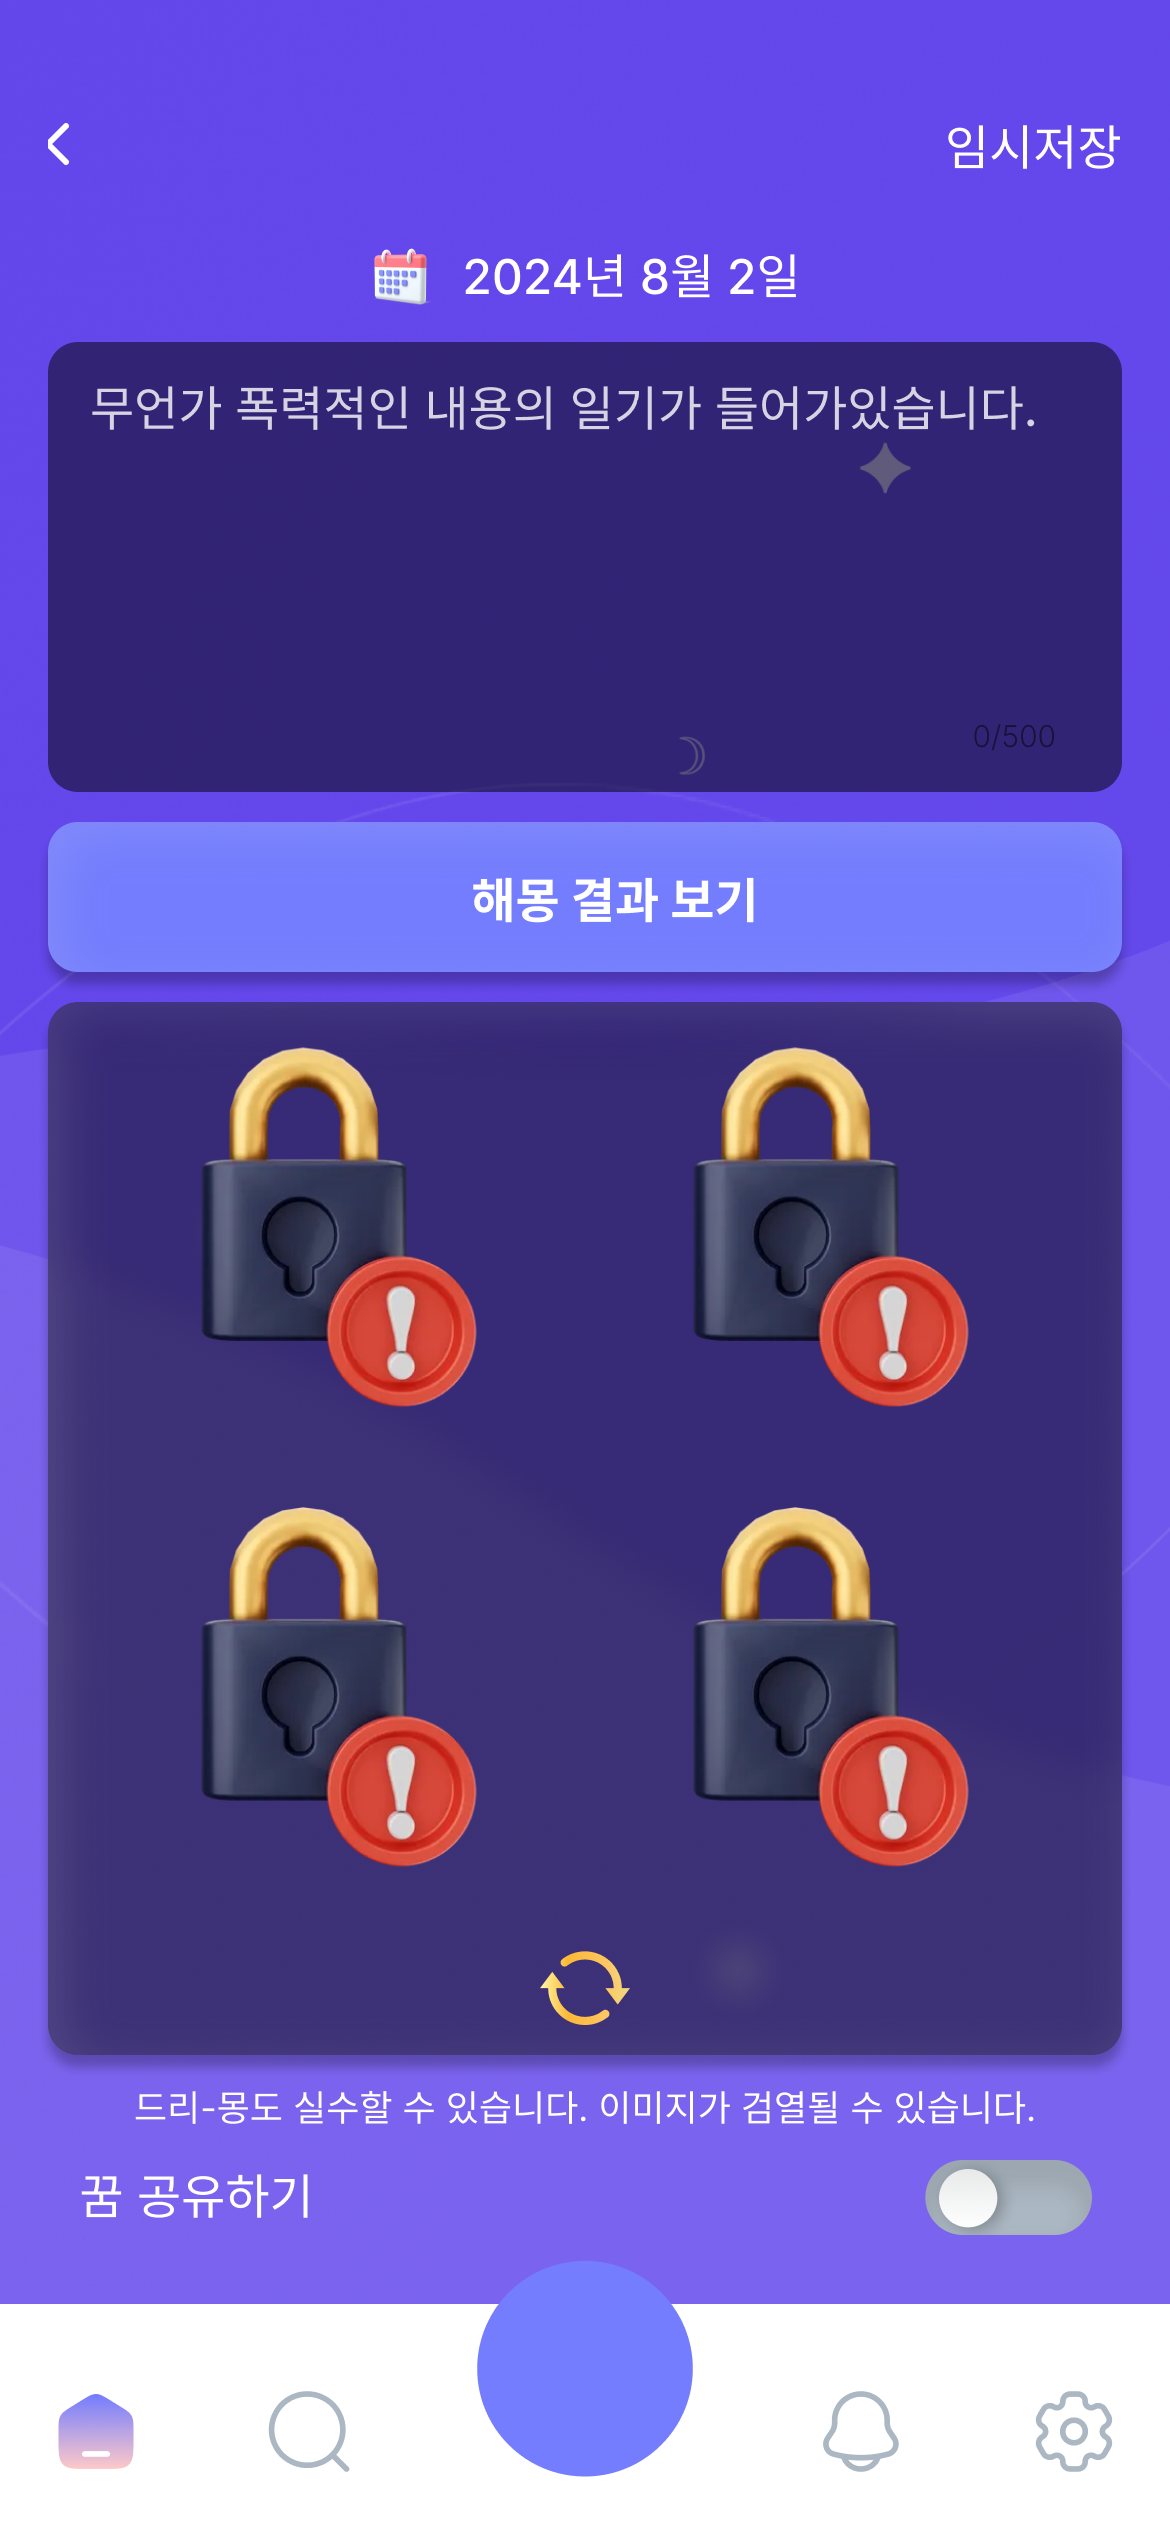 임시저장
2024년 8월 2일
무언가 폭력적인 내용의 일기가 들어가있습니다.
0/500
해몽 결과 보기
드리-몽도 실수할 수 있습니다. 이미지가 검열될 수 있습니다.
꿈 공유하기